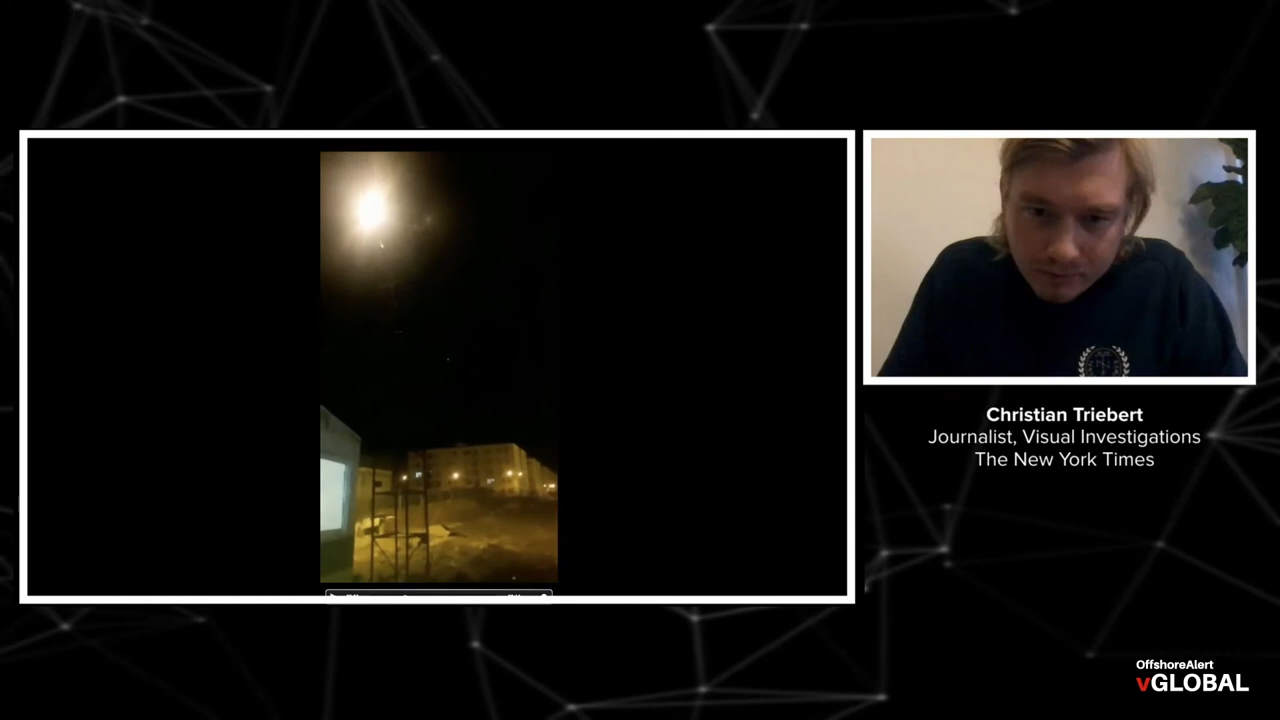 Christian Triebert
Journalist, Visual Investigations
The New York Times
OffshoreAlert
vGLOBAL